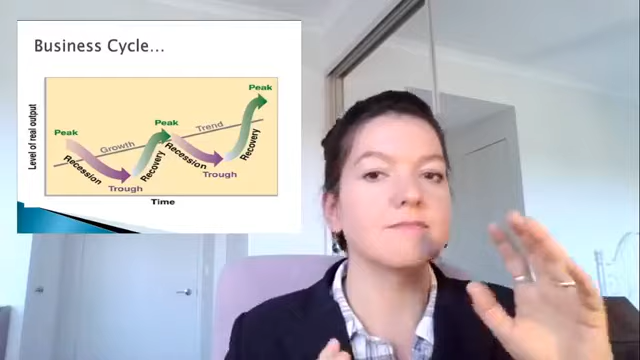 Business Cycle...
Peak
Level of real output
Peak
Trend
Peak
Growth
Recession
Recovery
Recession
Recovery
Trough
Trough
Time